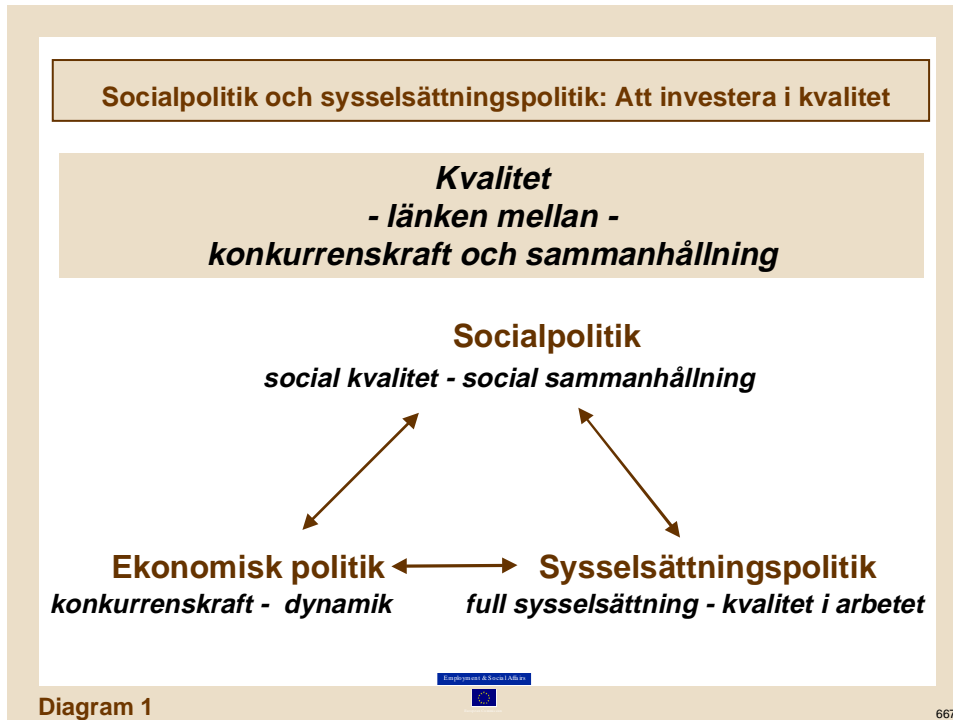 Socialpolitik och sysselsättningspolitik: Att investera i kvalitet
Kvalitet
- länken mellan -
konkurrenskraft och sammanhållning
Socialpolitik
social kvalitet - social sammanhållning
Ekonomisk politik
Sysselsättningspolitik
konkurrenskraft - dynamik
full sysselsättning - kvalitet i arbetet
Employment & Social Affairs
Diagram 1
667